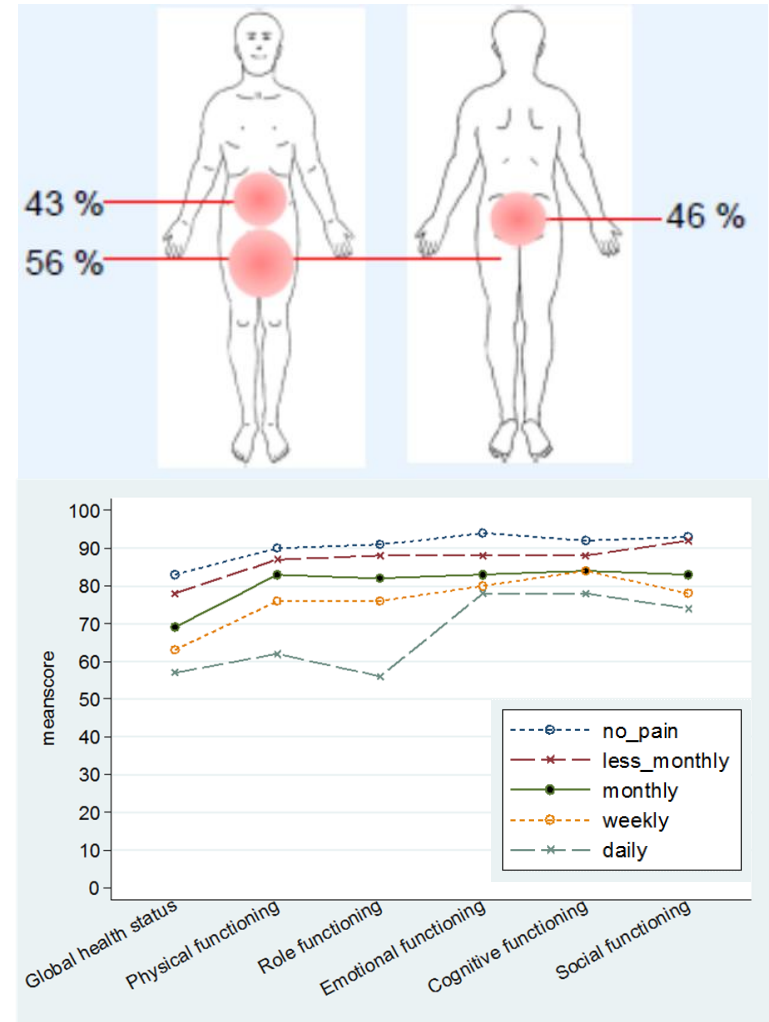 43 %
46 %
56 %
100
90
80
70
60
50
40
30
20
10
0
meanscore
no_pain
less_monthly
monthly
weekly
daily
Global health status
Physical functioning
Role functioning
Emotional functioning
Cognitive functioning
Social functioning